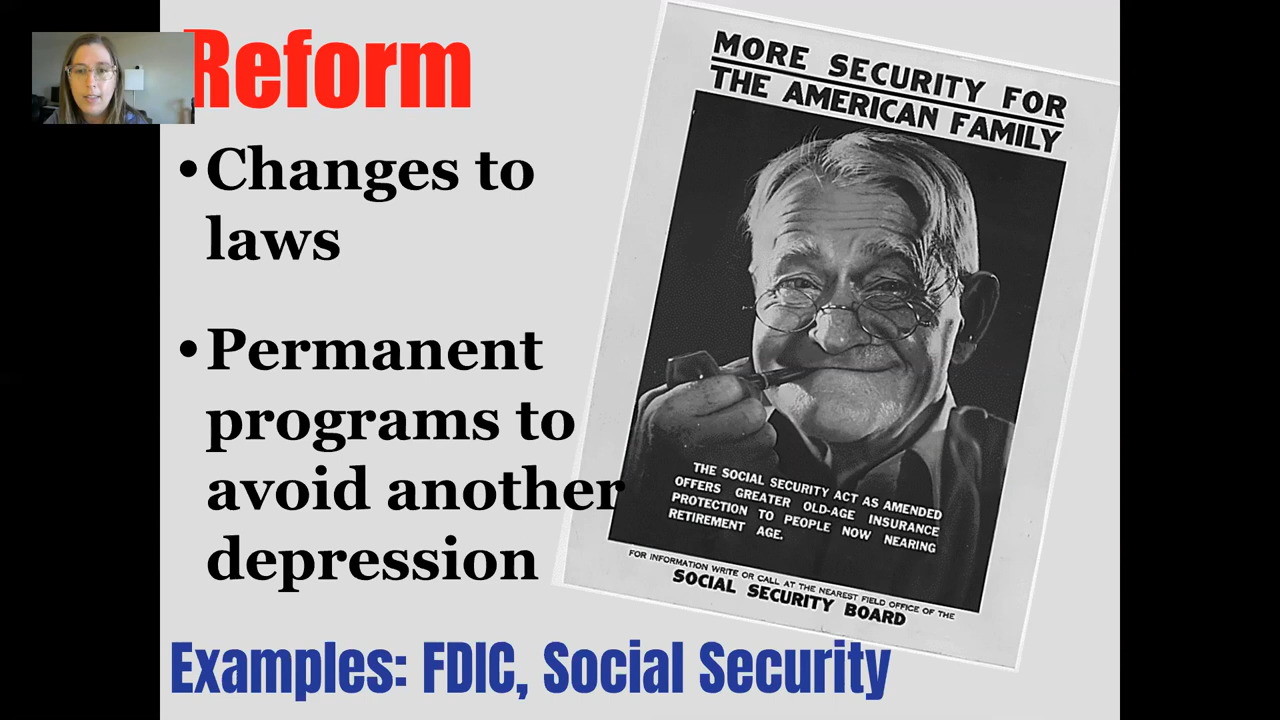 Reform
•Changes to
laws
•Permanent
programs to
avoid another
depression
Examples: FDIC, Social Security
MORE SECURITY FOR
THE AMERICAN FAMILY
THE SOCIAL SECURITY ACT AS AMENDED
OFFERS GREATER OLD-AGE INSURANCE
PROTECTION TO PEOPLE NOW NEARING
RETIREMENT AGE.
FOR INFORMATION WRITE OR CALL AT THE NEAREST FIELD OFFICE OF THE
SOCIAL SECURITY BOARD